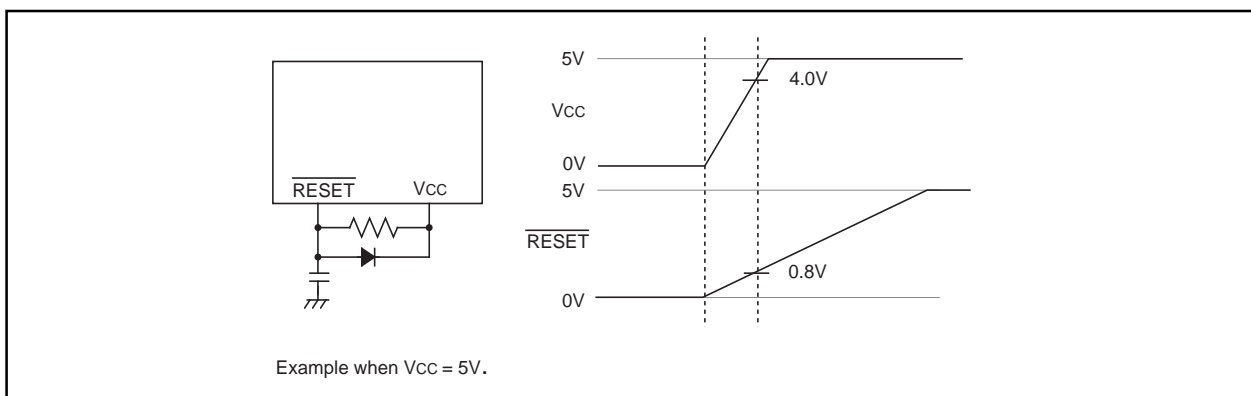 RESET VCC
5V
4.0V
VCC
0V
5V
RESET
0.8V
0V
Example when VCC = 5V.